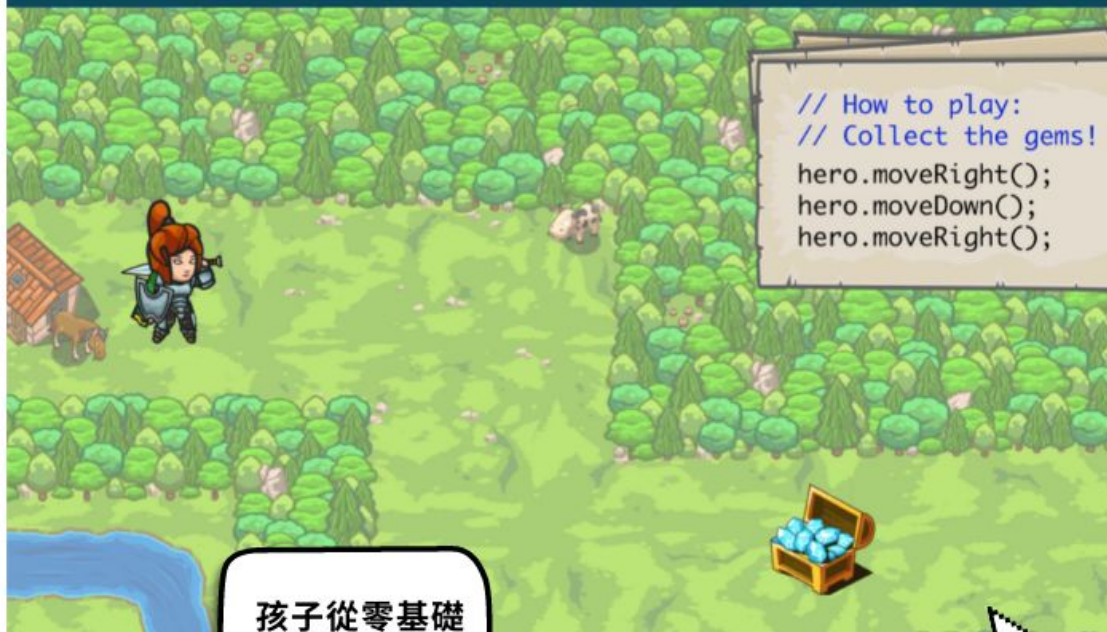 // How to play:
// Collect the gems!
hero.moveRight();
hero.moveDown();
hero.moveRight();
孩子從零基礎